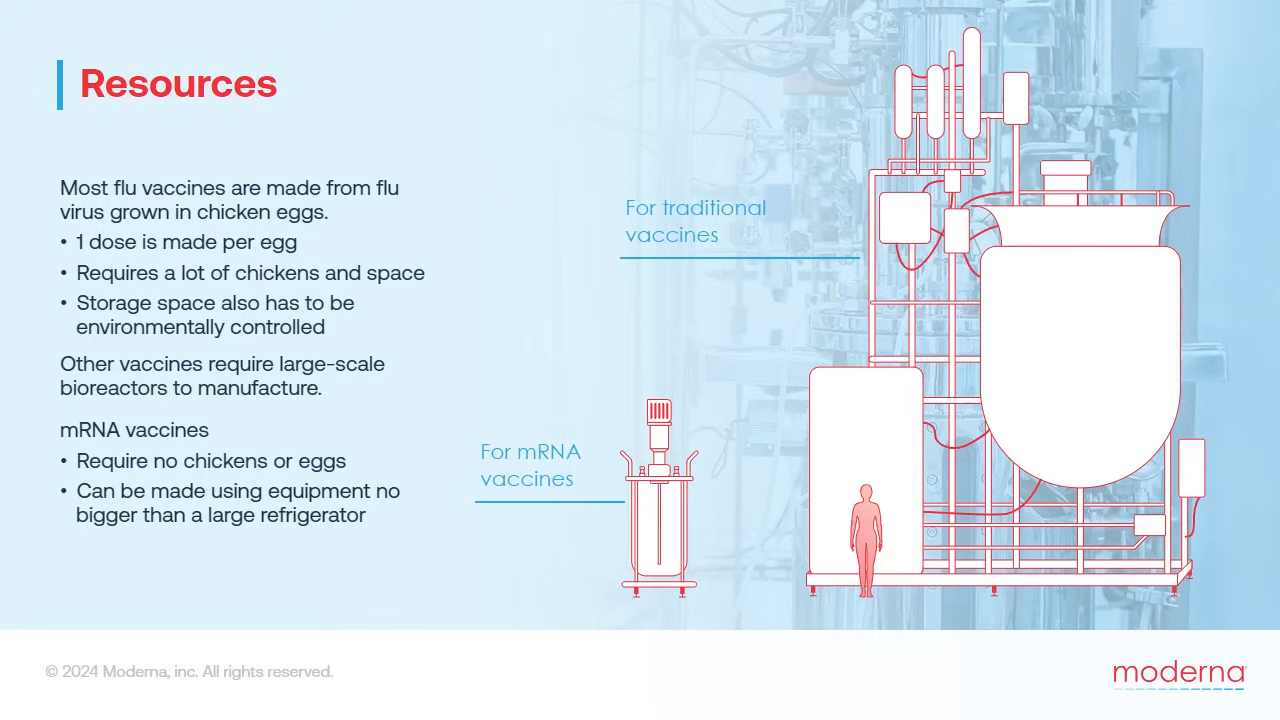 Resources
Most flu vaccines are made from flu
virus grown in chicken eggs.
• 1 dose is made per egg
• Requires a lot of chickens and space
• Storage space also has to be
environmentally controlled
Other vaccines require large-scale
bioreactors to manufacture.
mRNA vaccines
• Require no chickens or eggs
• Can be made using equipment no
bigger than a large refrigerator
For traditional
vaccines
For mRNA
vaccines
© 2024 Moderna, inc. All rights reserved.
moderna